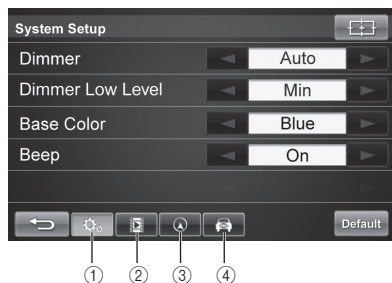 System Setup
Dimmer Auto
Dimmer Low Level Min
Base Color Blue
Beep On
Default
① ② ③ ④